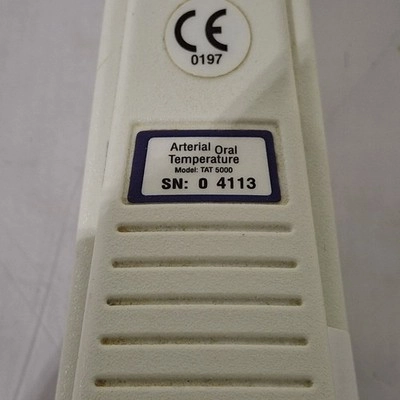 CE
0197
Arterial Oral
Temperature
Model: TAT 5000
SN: 0 4113